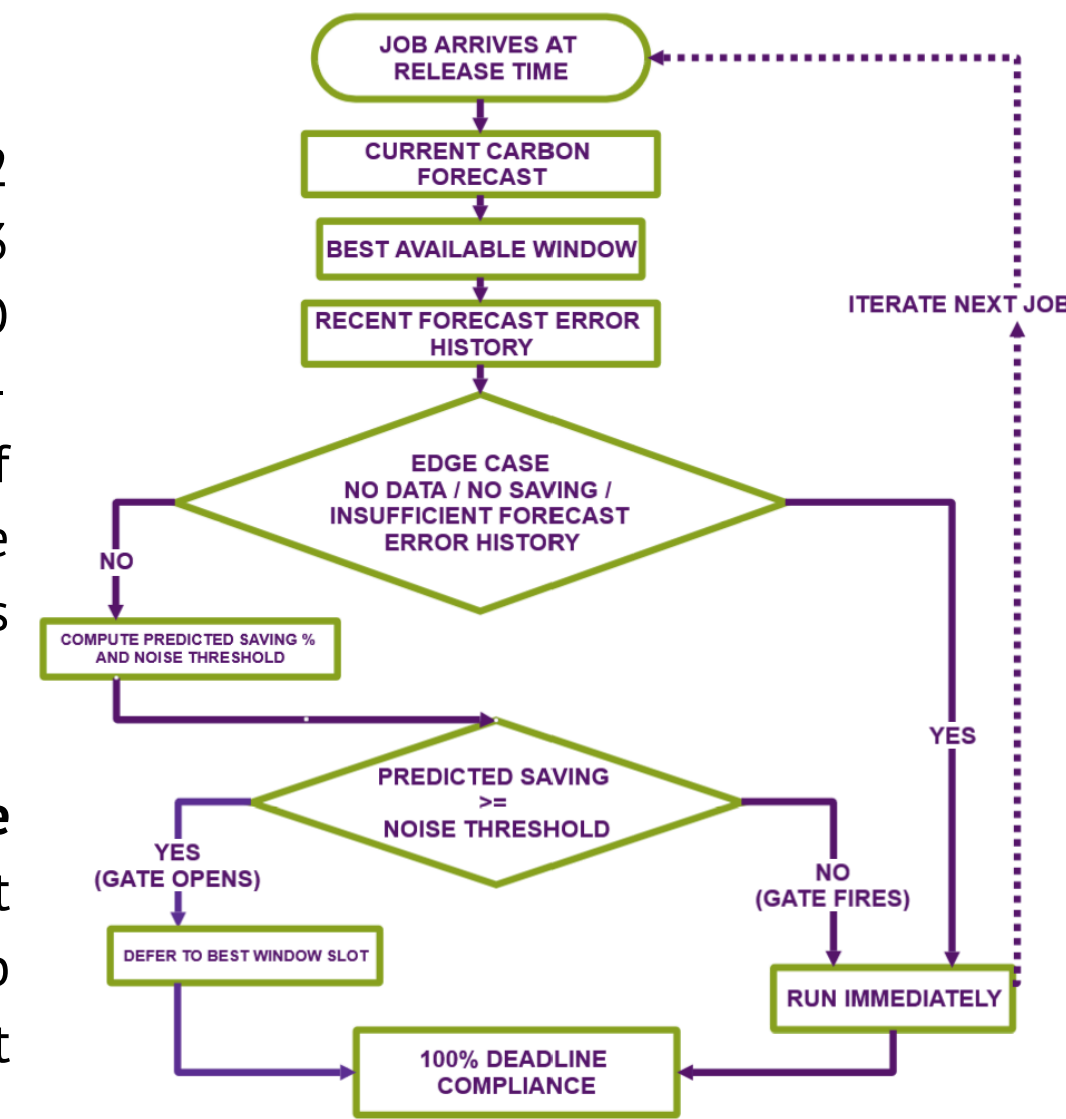 JOB ARRIVES AT
RELEASE TIME
CURRENT CARBON
FORECAST
BEST AVAILABLE WINDOW
ITERATE NEXT JOB
RECENT FORECAST ERROR
HISTORY
EDGE CASE
NO DATA / NO SAVING /
INSUFFICIENT FORECAST
ERROR HISTORY
NO
COMPUTE PREDICTED SAVING %
AND NOISE THRESHOLD
YES
PREDICTED SAVING
>=
NOISE THRESHOLD
YES
(GATE OPENS)
NO
(GATE FIRES)
DEFER TO BEST WINDOW SLOT
RUN IMMEDIATELY
100% DEADLINE
COMPLIANCE